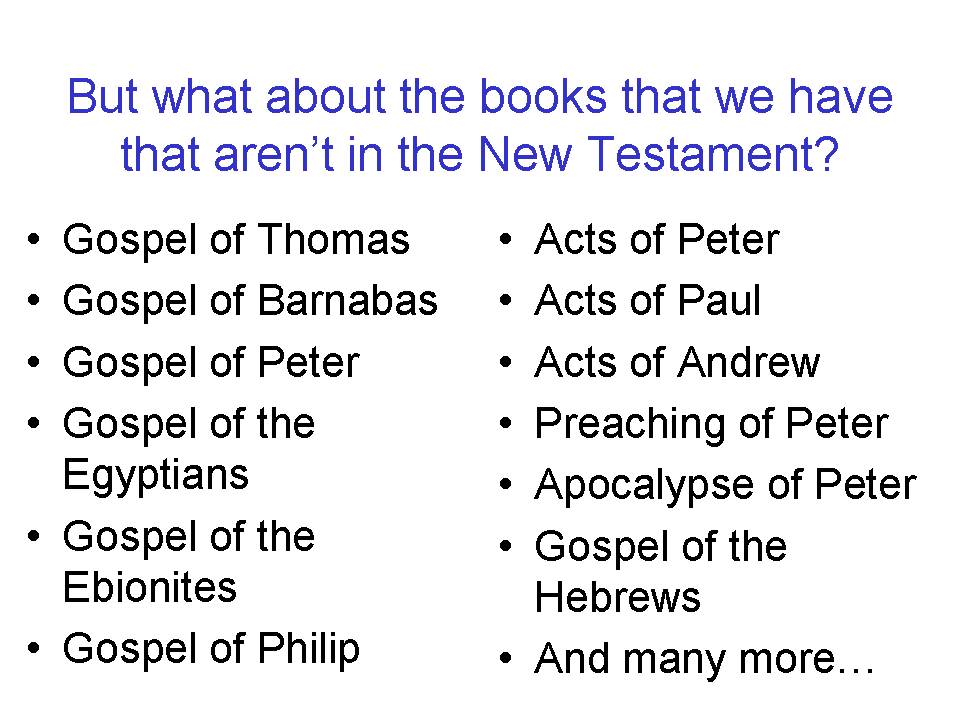 But what about the books that we have
that aren't in the New Testament?
• Gospel of Thomas
• Gospel of Barnabas
• Gospel of Peter
• Gospel of the
Egyptians
• Gospel of the
Ebionites
• Gospel of Philip
• Acts of Peter
• Acts of Paul
• Acts of Andrew
• Preaching of Peter
• Apocalypse of Peter
• Gospel of the
Hebrews
• And many more…